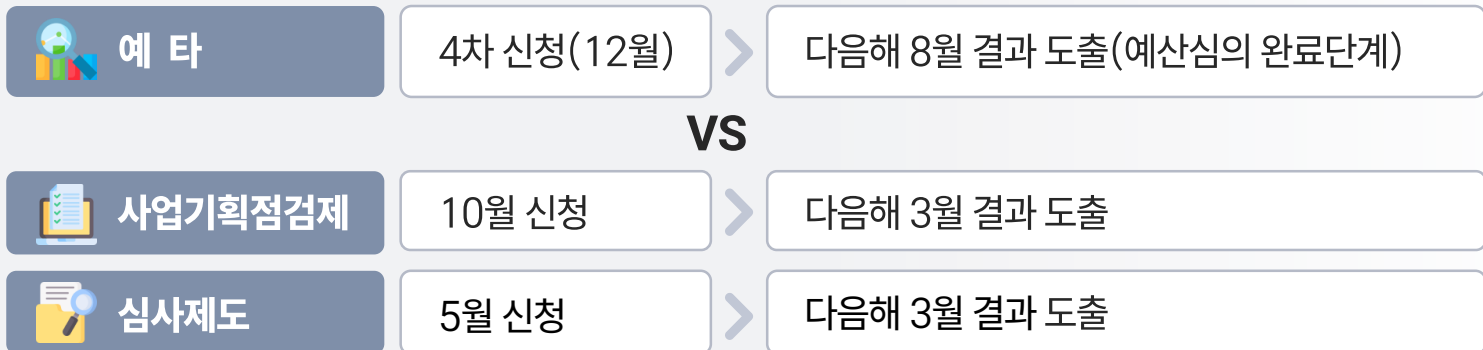 예 타 4차 신청(12월) 다음해 8월 결과 도출(예산심의 완료단계)
VS
사업기획점검제 10월 신청 다음해 3월 결과 도출
심사제도 5월 신청 다음해 3월 결과 도출